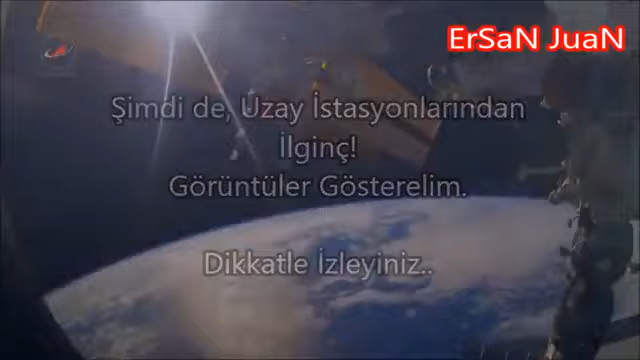 ErSaN JuaN
Şimdi de, Uzay İstasyonlarından
İlginç!
Görüntüler Gösterelim.
Dikkatle İzleyiniz..